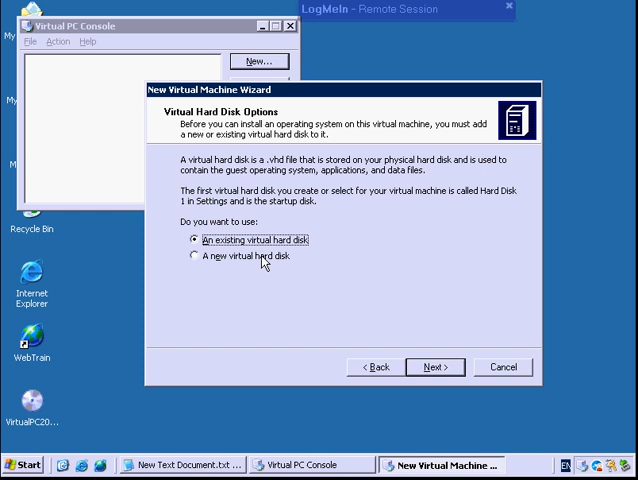 LogMeIn - Remote Session
My
Virtual PC Console
File Action Help
New...
My
M
Recycle Bin
Internet
Explorer
WebTrain
VirtualPC20...
New Virtual Machine Wizard
Virtual Hard Disk Options
Before you can install an operating system on this virtual machine, you must add
a new or existing virtual hard disk to it.
A virtual hard disk is a .vhd file that is stored on your physical hard disk and is used to
contain the guest operating system, applications, and data files.
The first virtual hard disk you create or select for your virtual machine is called Hard Disk
1 in Settings and is the startup disk.
Do you want to use:
An existing virtual hard disk
A new virtual hard disk
< Back Next > Cancel
Start New Text Document.txt ... Virtual PC Console New Virtual Machine ... EN